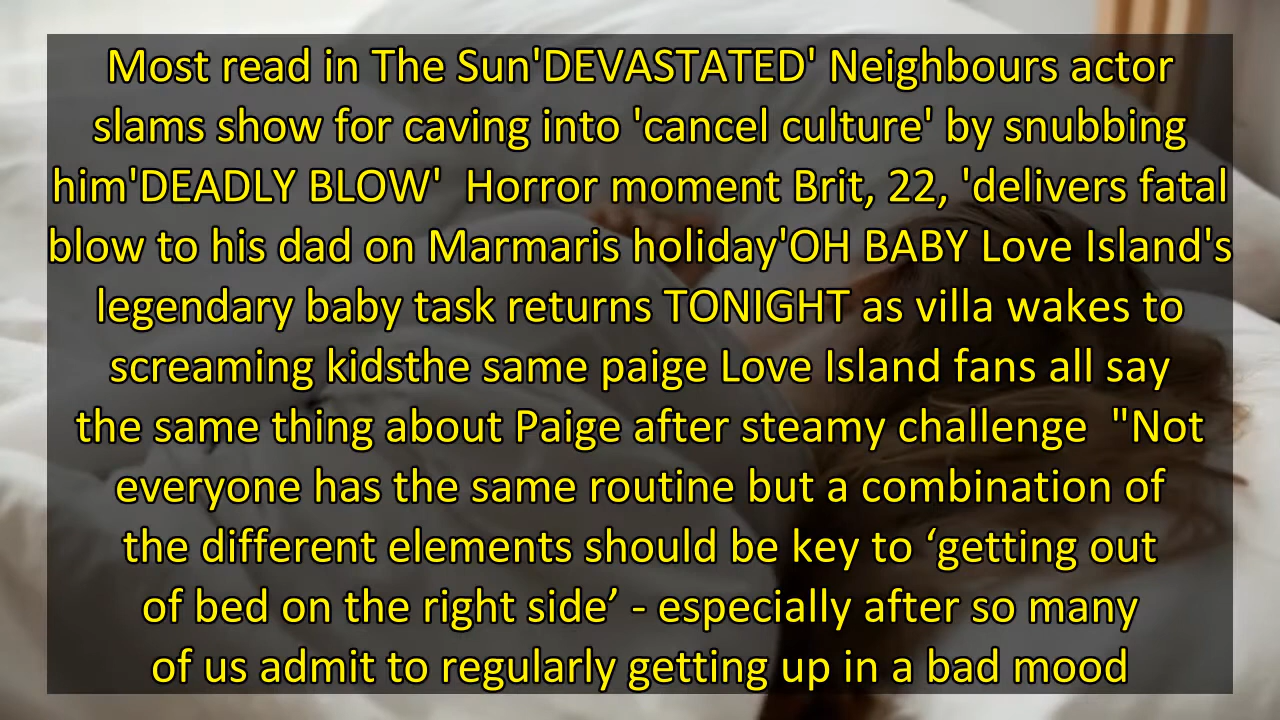 Most read in The Sun'DEVASTATED' Neighbours actor
slams show for caving into 'cancel culture' by snubbing
him'DEADLY BLOW'  Horror moment Brit, 22, 'delivers fatal
blow to his dad on Marmaris holiday'OH BABY Love Island's
legendary baby task returns TONIGHT as villa wakes to
screaming kidsthe same paige Love Island fans all say
the same thing about Paige after steamy challenge  "Not
everyone has the same routine but a combination of
the different elements should be key to ‘getting out
of bed on the right side’ - especially after so many
of us admit to regularly getting up in a bad mood